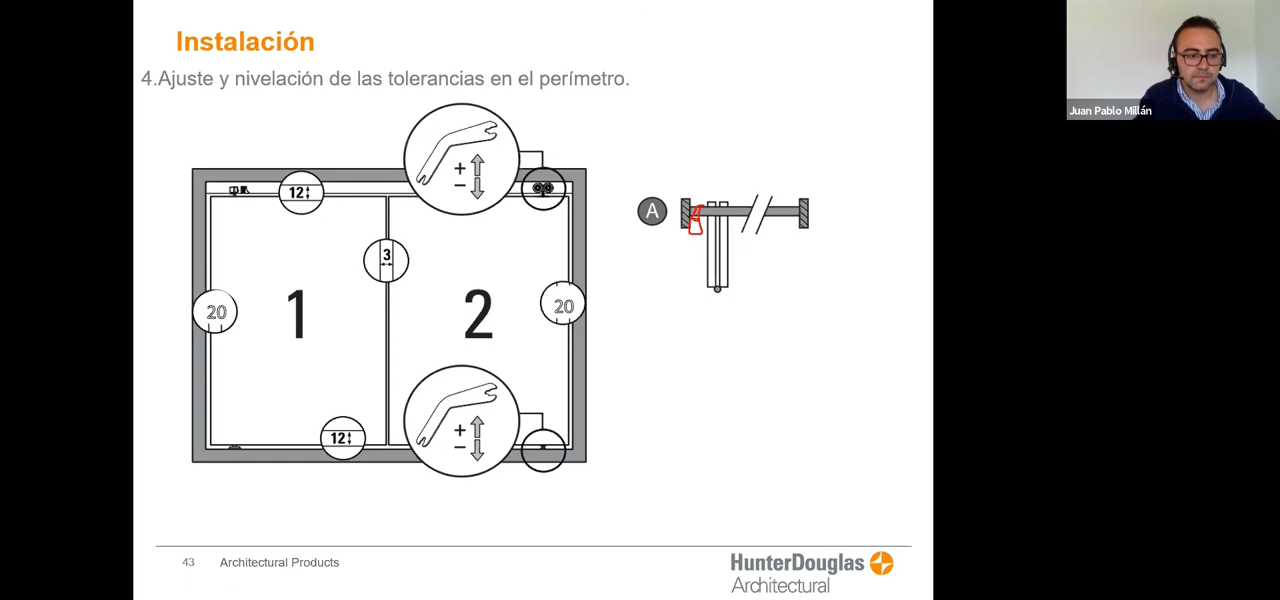 Instalación
4.Ajuste y nivelación de las tolerancias en el perímetro.
Juan Pablo Millán
+
−
12
A
3
20
1
2
20
+
−
12
43
Architectural Products
HunterDouglas
Architectural